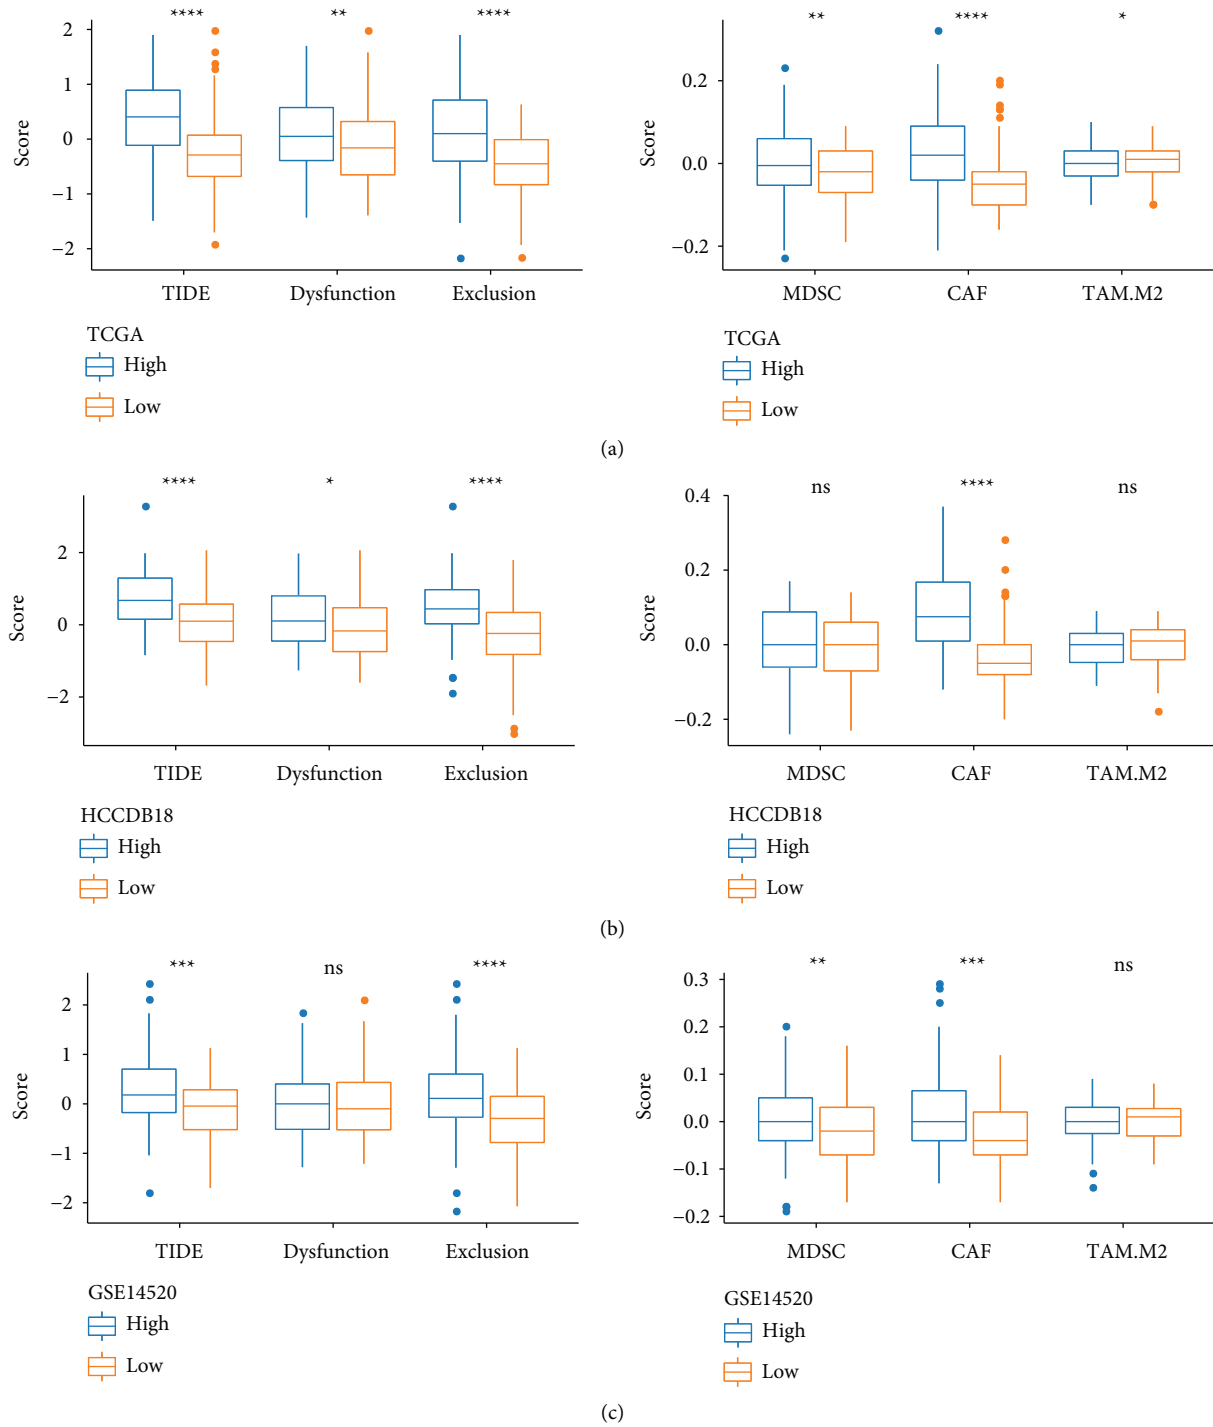 **** ** ****
2
1
0
−1
−2
Score
TIDE Dysfunction Exclusion
TCGA
High
Low
** **** *
0.2
0.0
−0.2
Score
MDSC CAF TAM.M2
TCGA
High
Low
(a)
**** * ****
2
0
−2
Score
TIDE Dysfunction Exclusion
HCCDB18
High
Low
ns **** ns
0.4
0.2
0.0
−0.2
Score
MDSC CAF TAM.M2
HCCDB18
High
Low
(b)
*** ns ****
2
1
0
−1
−2
Score
TIDE Dysfunction Exclusion
GSE14520
High
Low
** *** ns
0.3
0.2
0.1
0.0
−0.1
−0.2
Score
MDSC CAF TAM.M2
GSE14520
High
Low
(c)